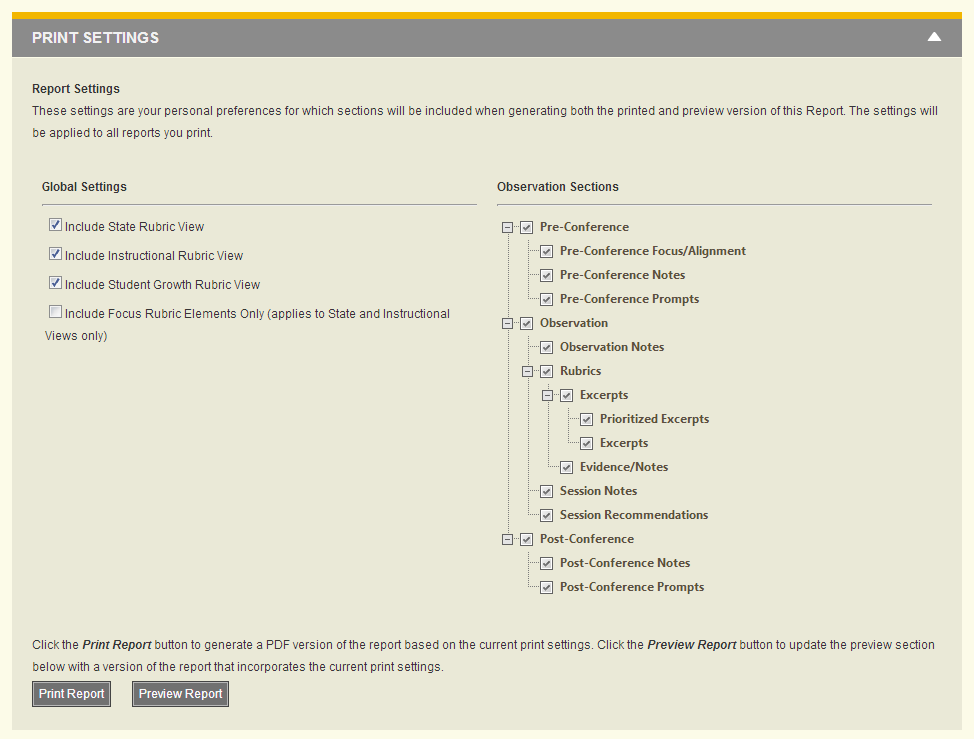 PRINT SETTINGS
Report Settings
These settings are your personal preferences for which sections will be included when generating both the printed and preview version of this Report. The settings will
be applied to all reports you print.
Global Settings
Include State Rubric View
Include Instructional Rubric View
Include Student Growth Rubric View
Include Focus Rubric Elements Only (applies to State and Instructional
Views only)
Observation Sections
Pre-Conference
Pre-Conference Focus/Alignment
Pre-Conference Notes
Pre-Conference Prompts
Observation
Observation Notes
Rubrics
Excerpts
Prioritized Excerpts
Excerpts
Evidence/Notes
Session Notes
Session Recommendations
Post-Conference
Post-Conference Notes
Post-Conference Prompts
Click the Print Report button to generate a PDF version of the report based on the current print settings. Click the Preview Report button to update the preview section
below with a version of the report that incorporates the current print settings.
Print Report
Preview Report